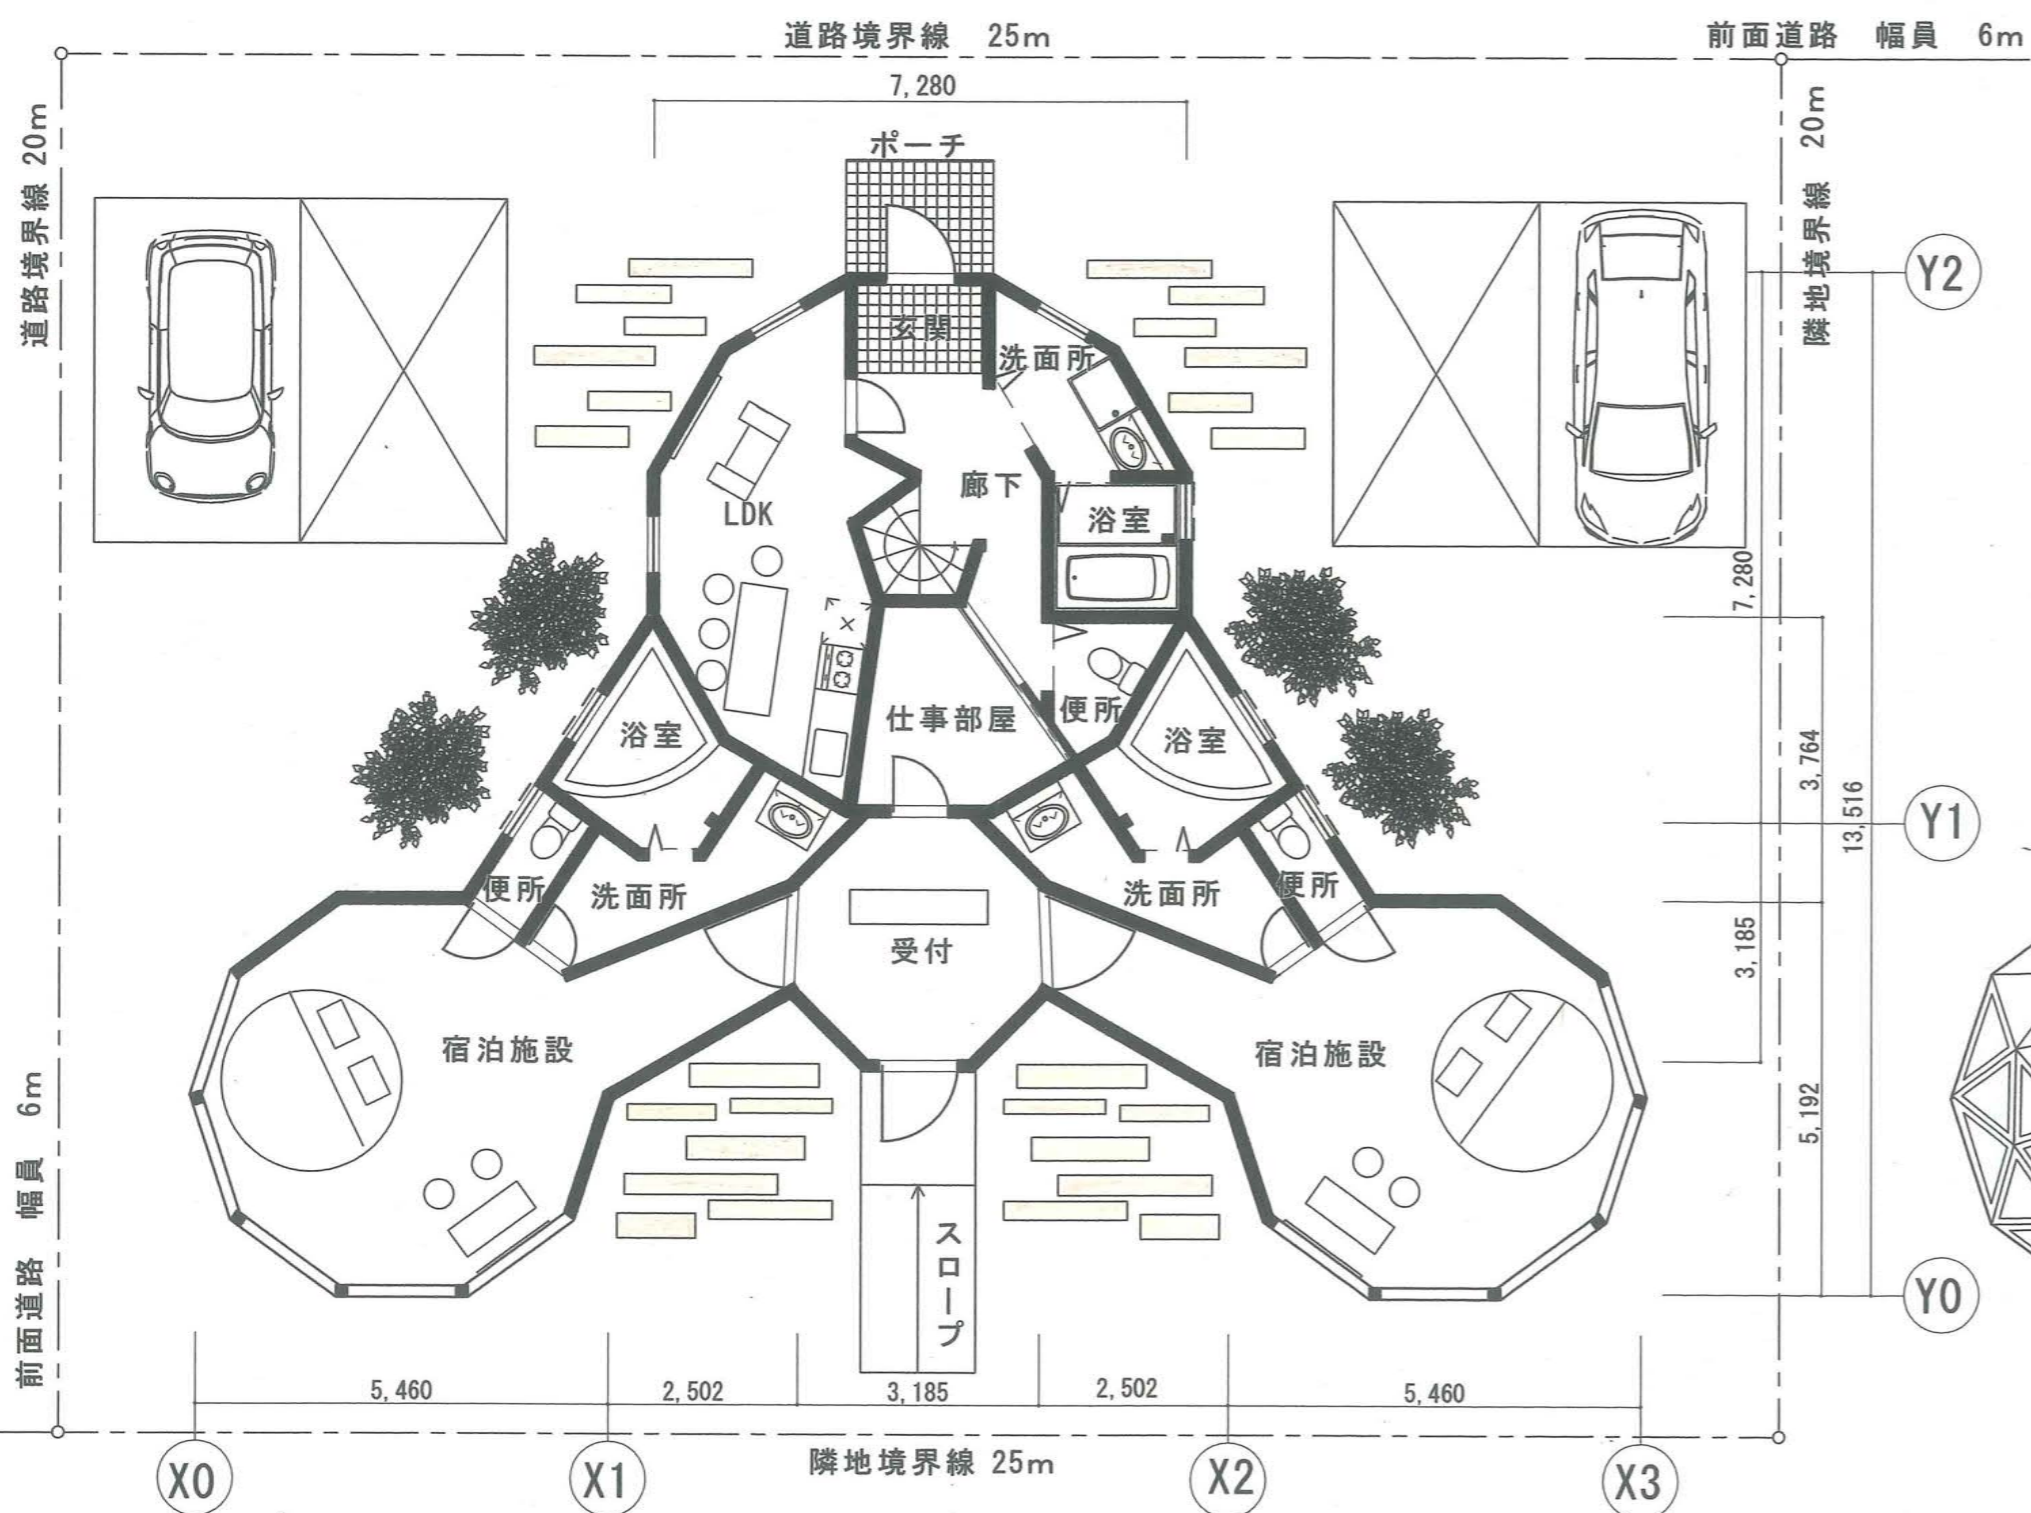 道路境界線 25m
前面道路 幅員 6m
7,280
道路境界線 20m
隣地境界線 20m
ポーチ
Y2
玄関
洗面所
廊下
LDK
浴室
7,280
仕事部屋
便所
浴室
浴室
3,764
13,516
Y1
便所
洗面所
洗面所
便所
受付
3,185
宿泊施設
宿泊施設
5,192
前面道路 幅員 6m
スロープ
Y0
5,460
2,502
3,185
2,502
5,460
隣地境界線 25m
X0
X1
X2
X3